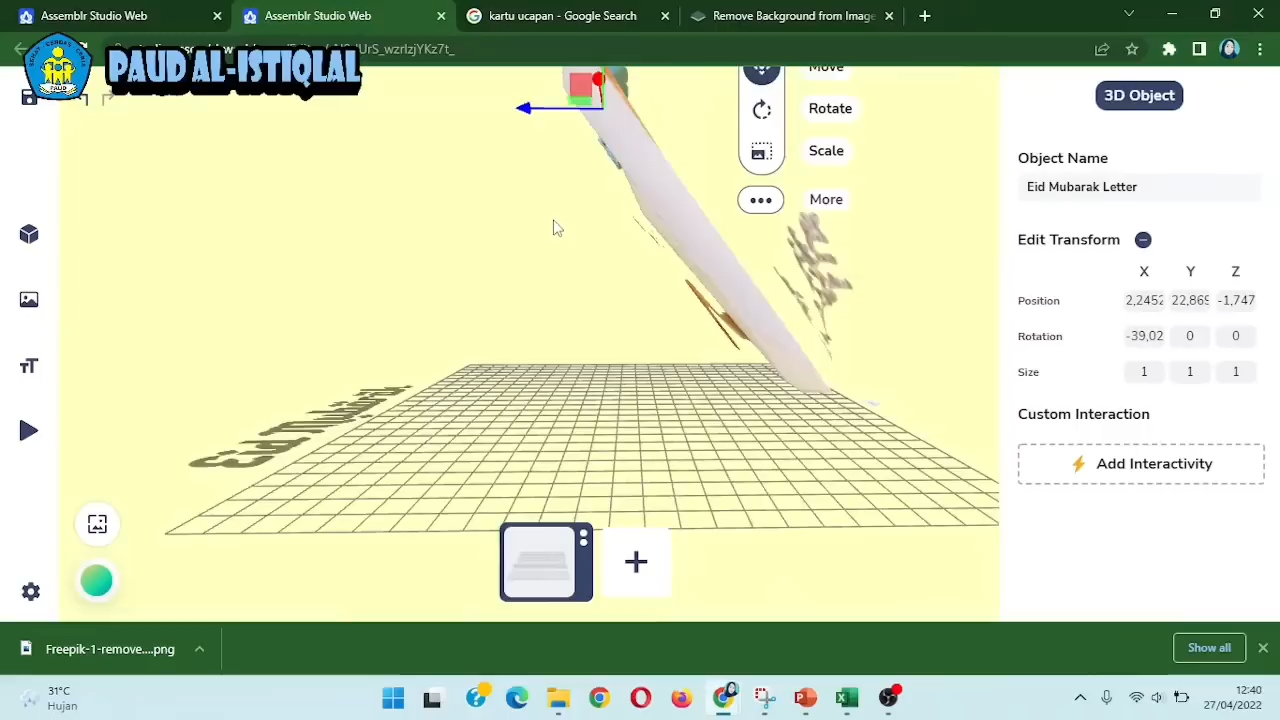 Assemblr Studio Web
Assemblr Studio Web
kartu ucapan - Google Search
Remove Background from Image
UrS_wzrIzjYKz7t_
PAUD AL-ISTIQLAL
Move
Rotate
Scale
More
3D Object
Object Name
Eid Mubarak Letter
Edit Transform
X Y Z
Position 2,2452 22,869 -1,747
Rotation -39,02 0 0
Size 1 1 1
Custom Interaction
Add Interactivity
Eid Mubarak
Freepik-1-remove....png
Show all
31°C
Hujan
12:40
27/04/2022